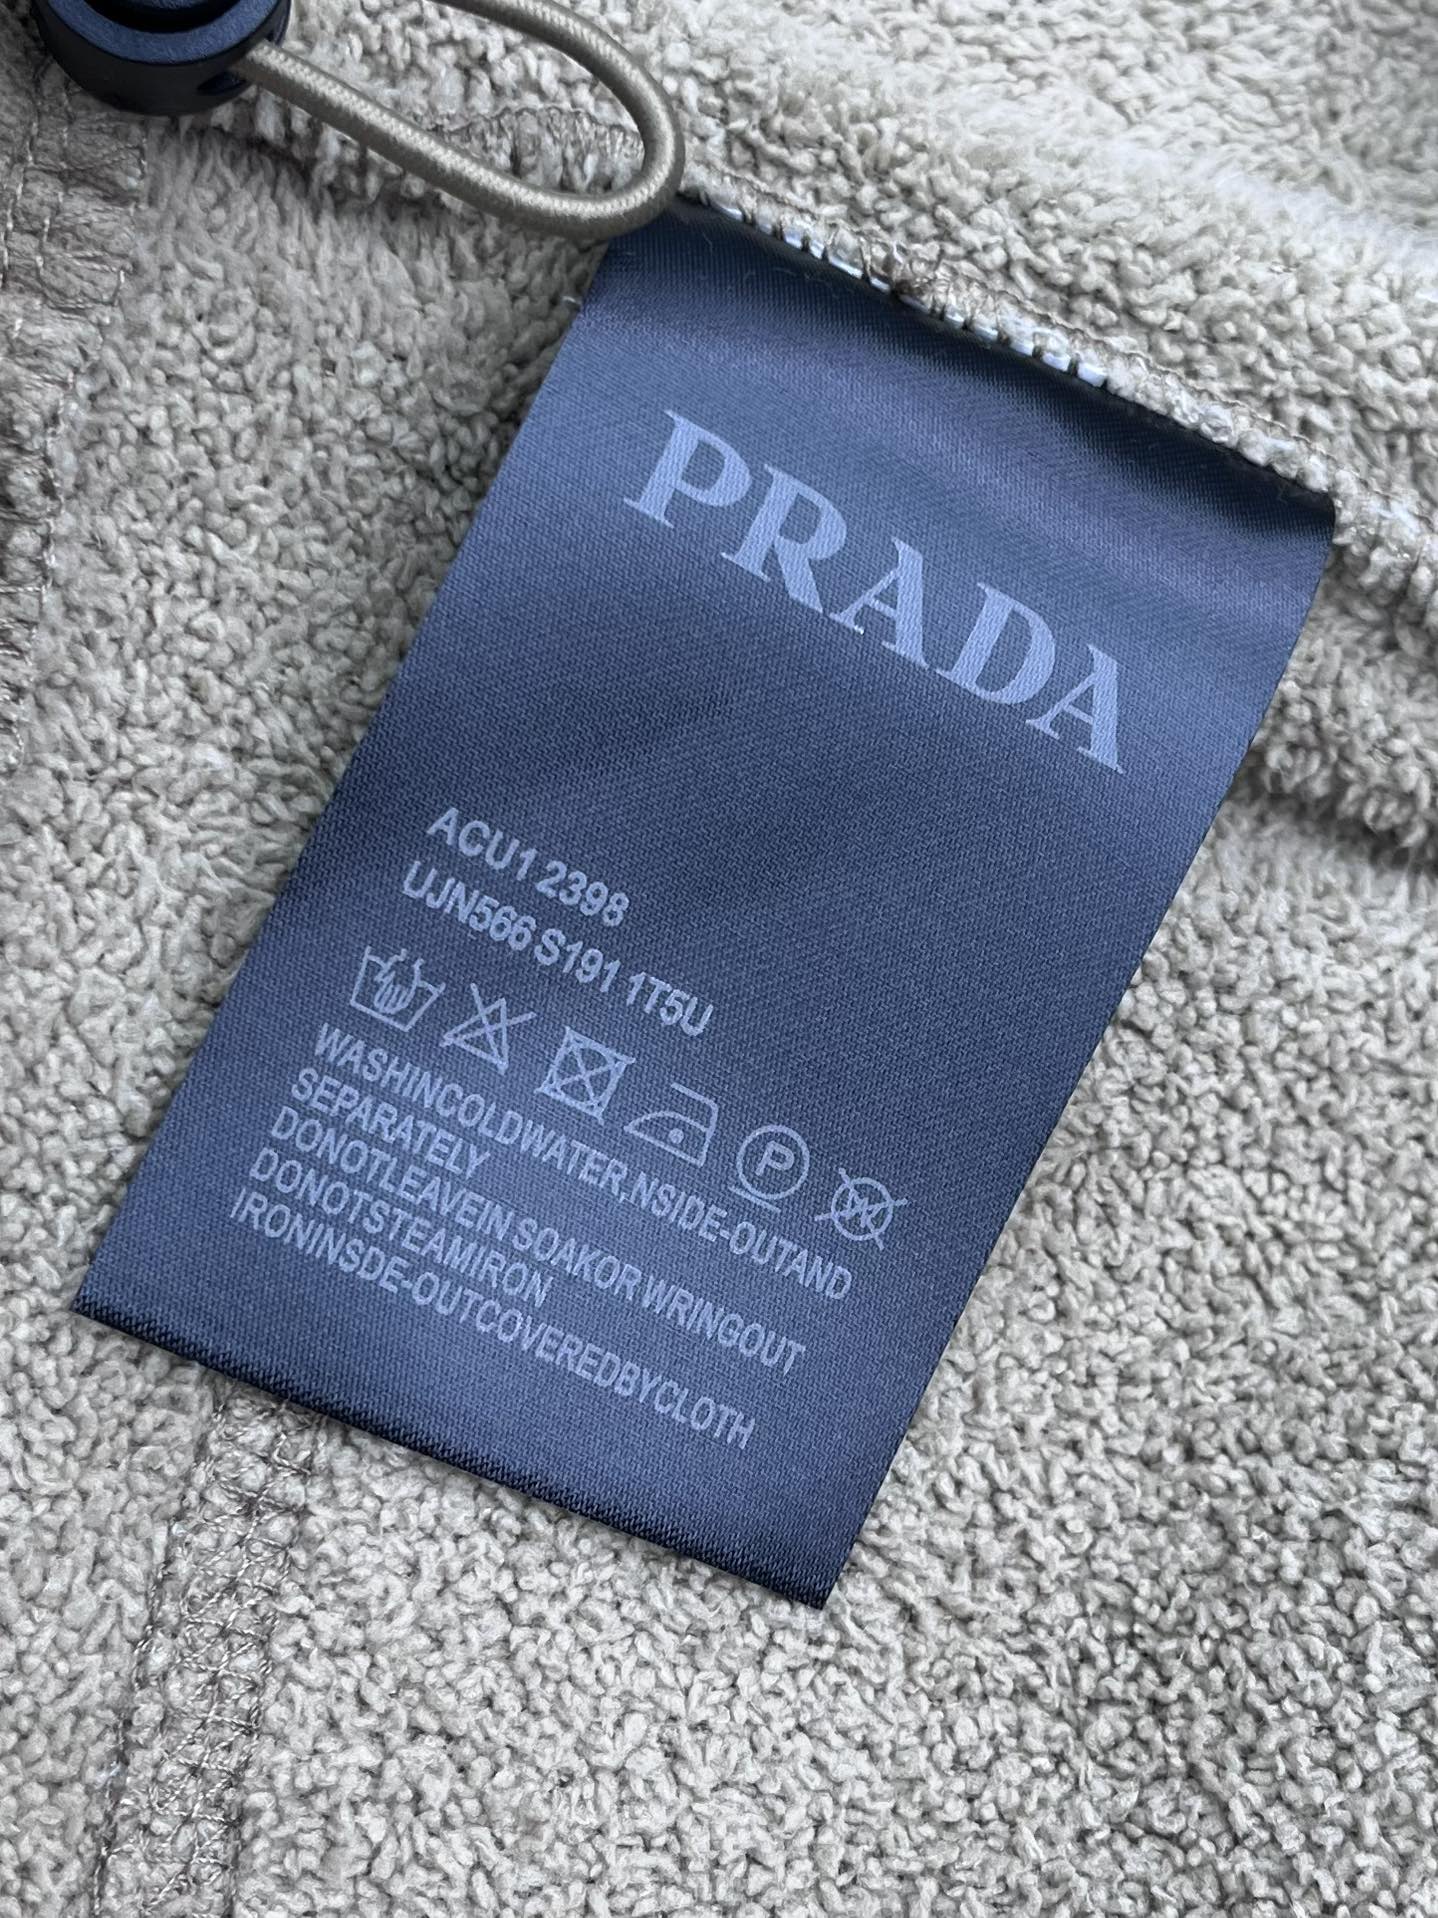 PRADA
ACU1 2398
UJN566 S191 1T5U
P
W
WASHINCOLDWATER,NSIDE-OUTAND
SEPARATELY
DONOTLEAVEIN SOAKOR WRINGOUT
DONOTSTEAMIRON
IRONINSDE-OUTCOVEREDBYCLOTH